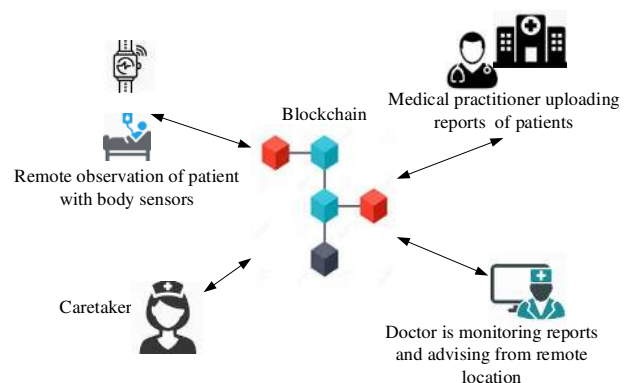 Blockchain
Medical practitioner uploading
reports of patients
Remote observation of patient
with body sensors
Caretaker
Doctor is monitoring reports
and advising from remote
location